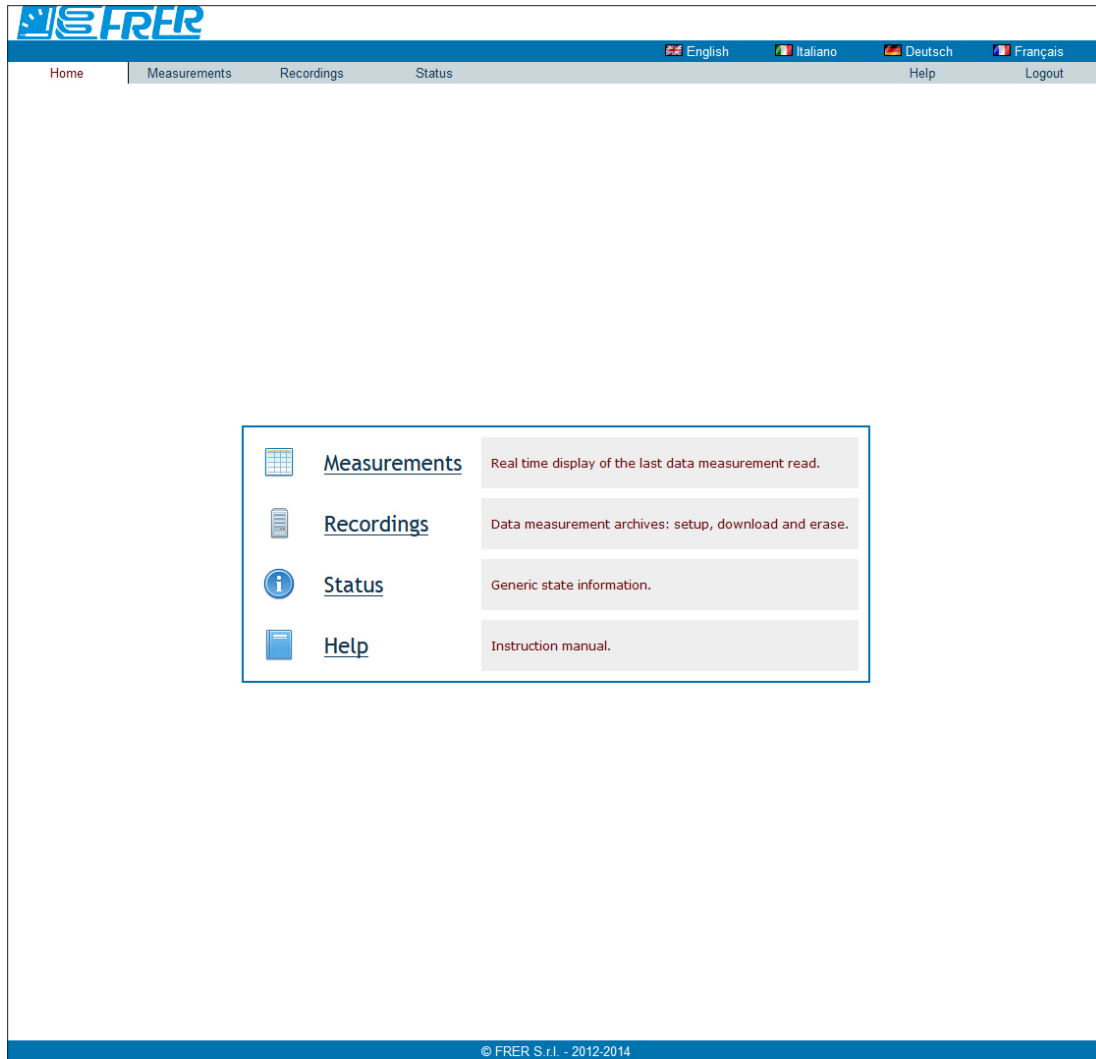 FRER
English Italiano Deutsch Français
Home Measurements Recordings Status Help Logout
Measurements Real time display of the last data measurement read.
Recordings Data measurement archives: setup, download and erase.
Status Generic state information.
Help Instruction manual.
© FRER S.r.l. - 2012-2014